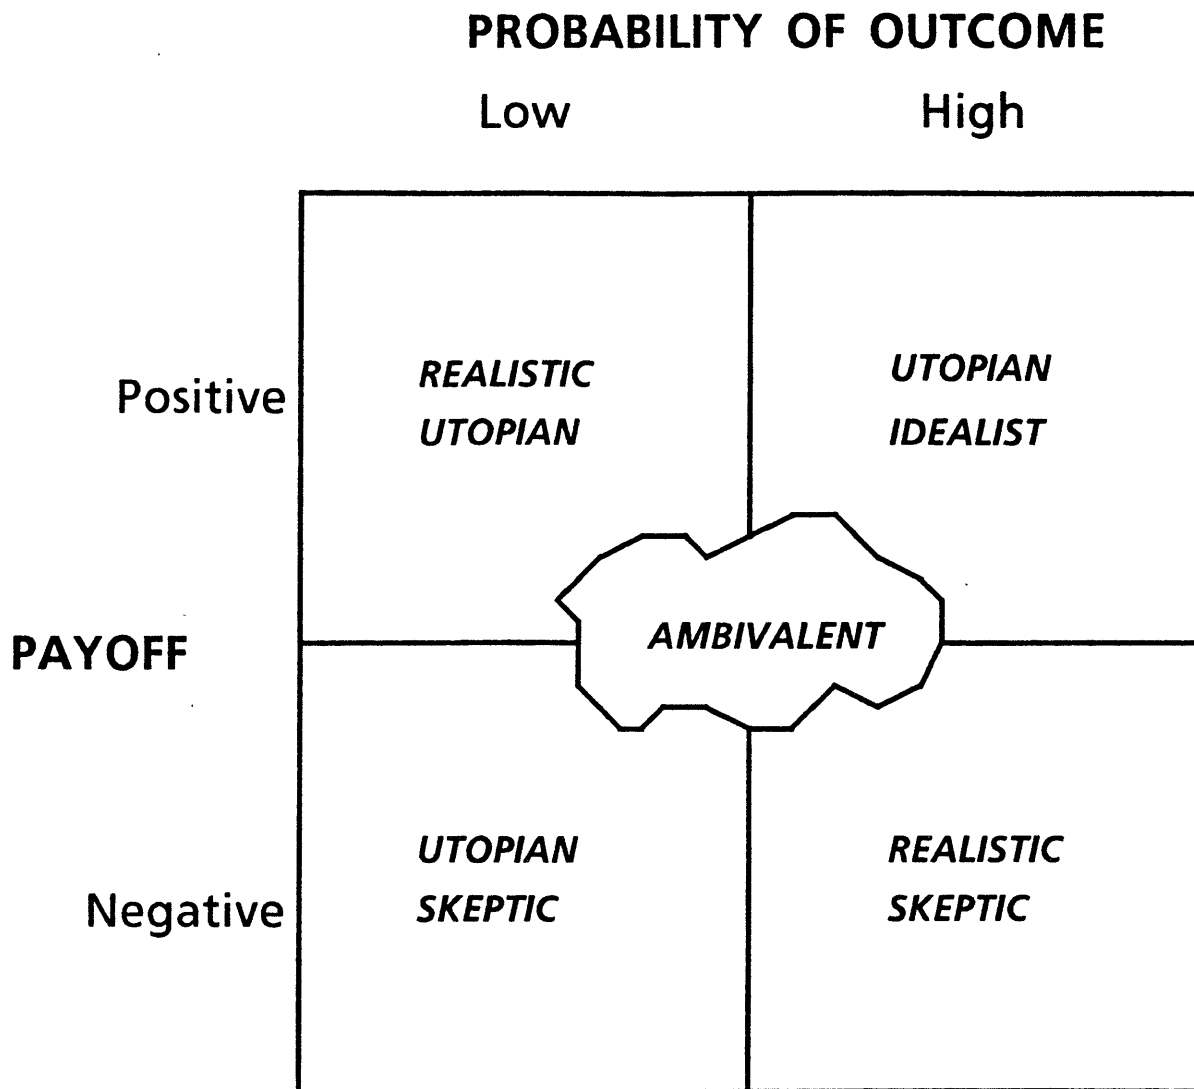 PROBABILITY OF OUTCOME
Low High
Positive
REALISTIC UTOPIAN
UTOPIAN IDEALIST
AMBIVALENT
PAYOFF
UTOPIAN REALISTIC
Negative
SKEPTIC SKEPTIC